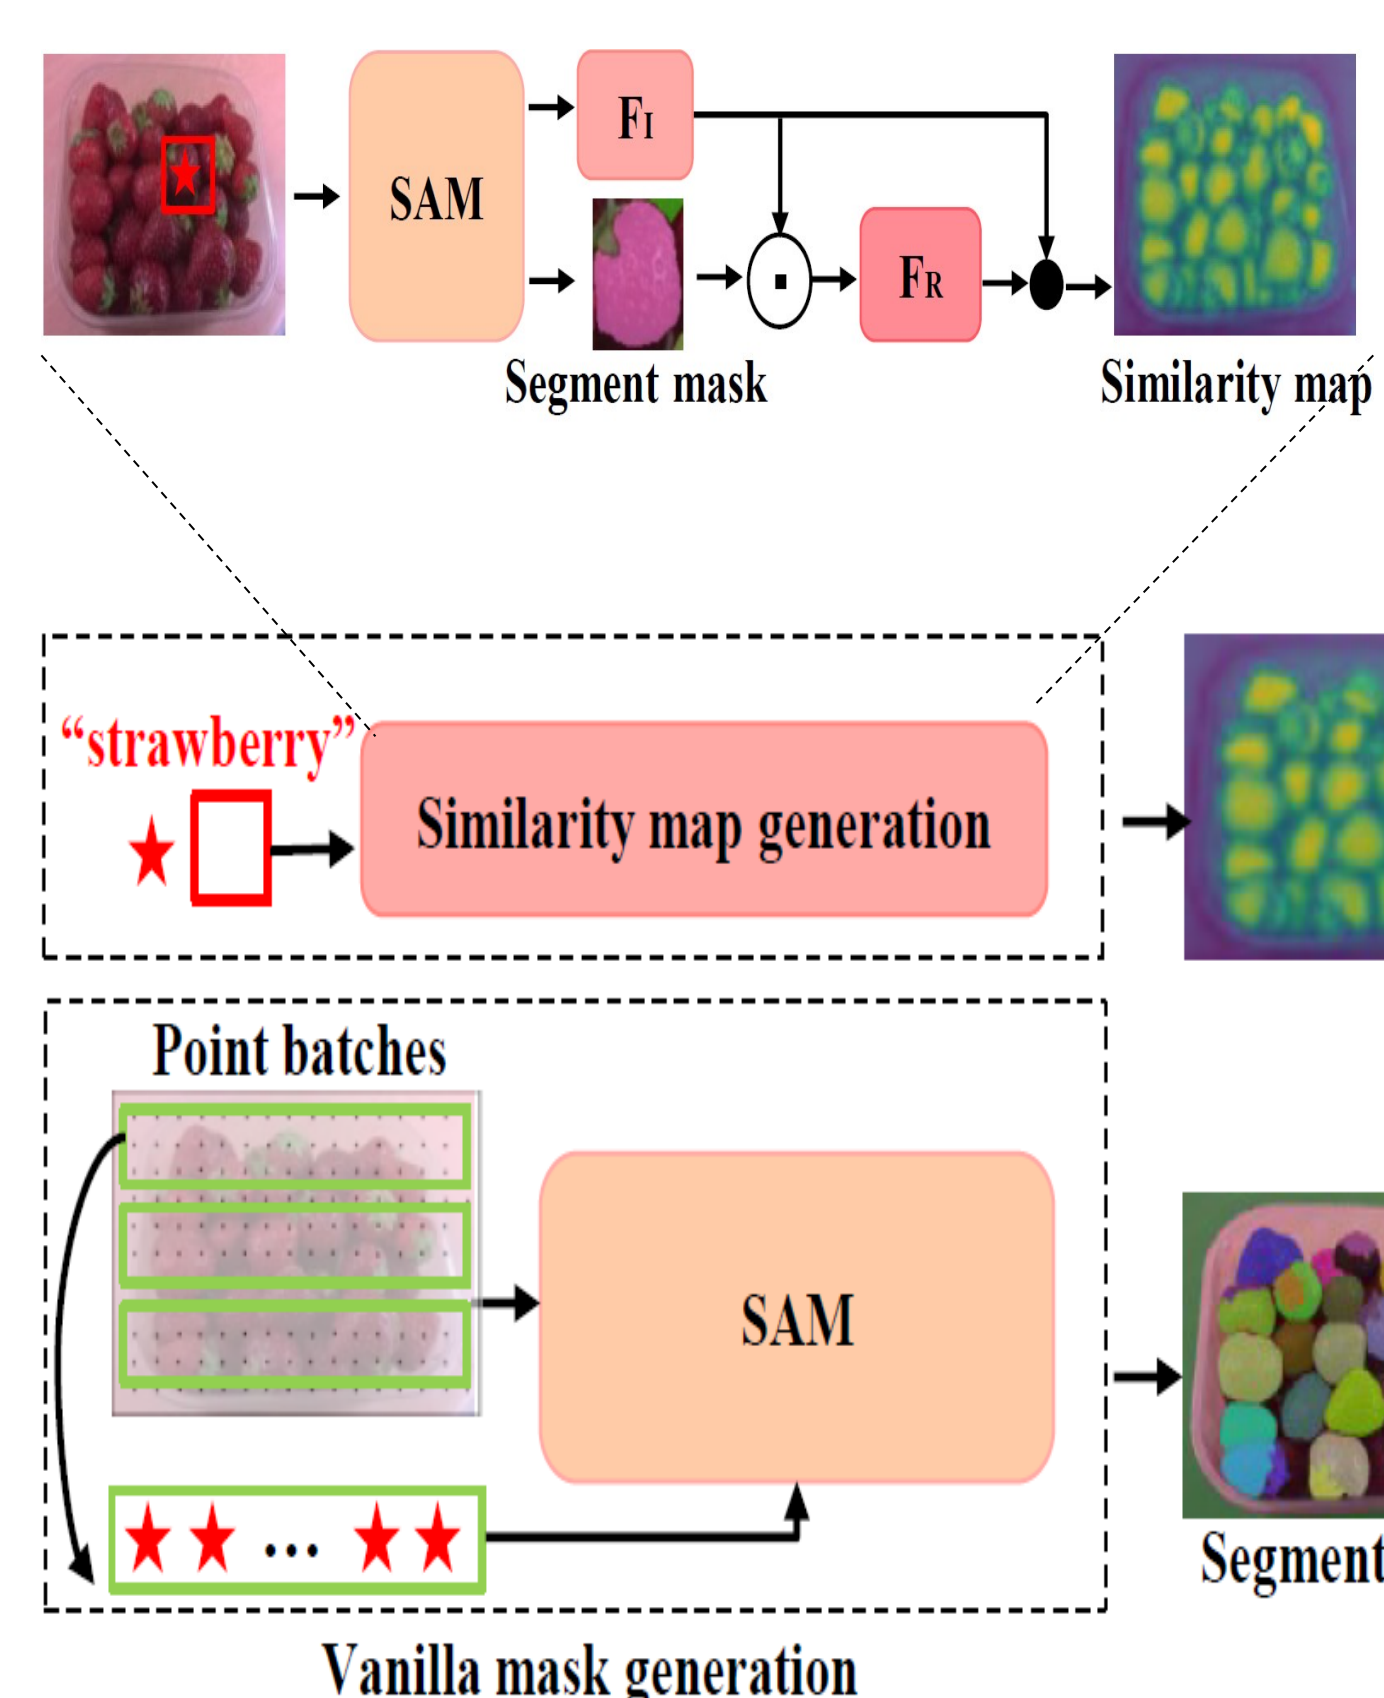 FI
SAM
FR
Segment mask
Similarity map
“strawberry”
Similarity map generation
Point batches
SAM
...
Segment
Vanilla mask generation